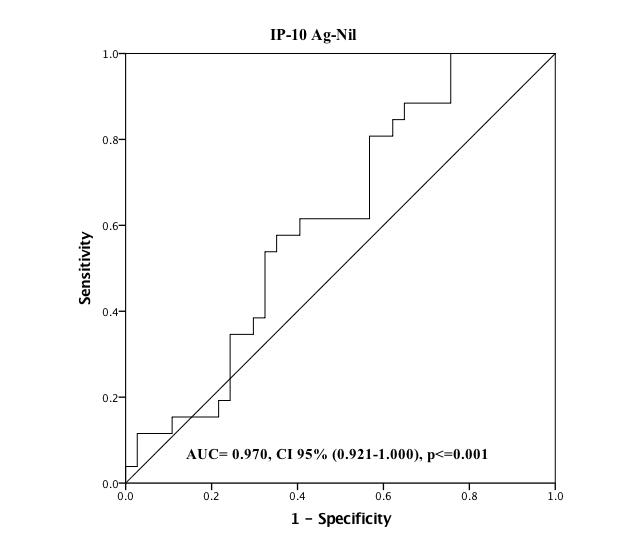 IP-10 Ag-Nil
1.0
0.8
0.6
0.4
0.2
0.0
Sensitivity
AUC= 0.970, CI 95% (0.921-1.000), p<=0.001
0.0 0.2 0.4 0.6 0.8 1.0
1 - Specificity